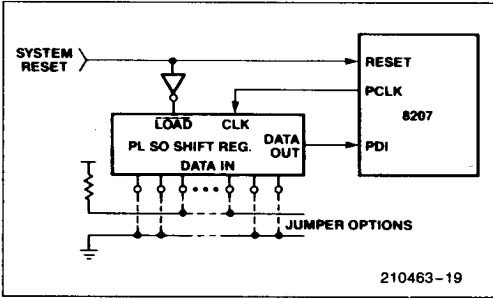 SYSTEM
RESET
RESET
PCLK
8207
PDI
LOAD
CLK
PL SO SHIFT REG.
DATA
OUT
DATA IN
JUMPER OPTIONS
210463–19